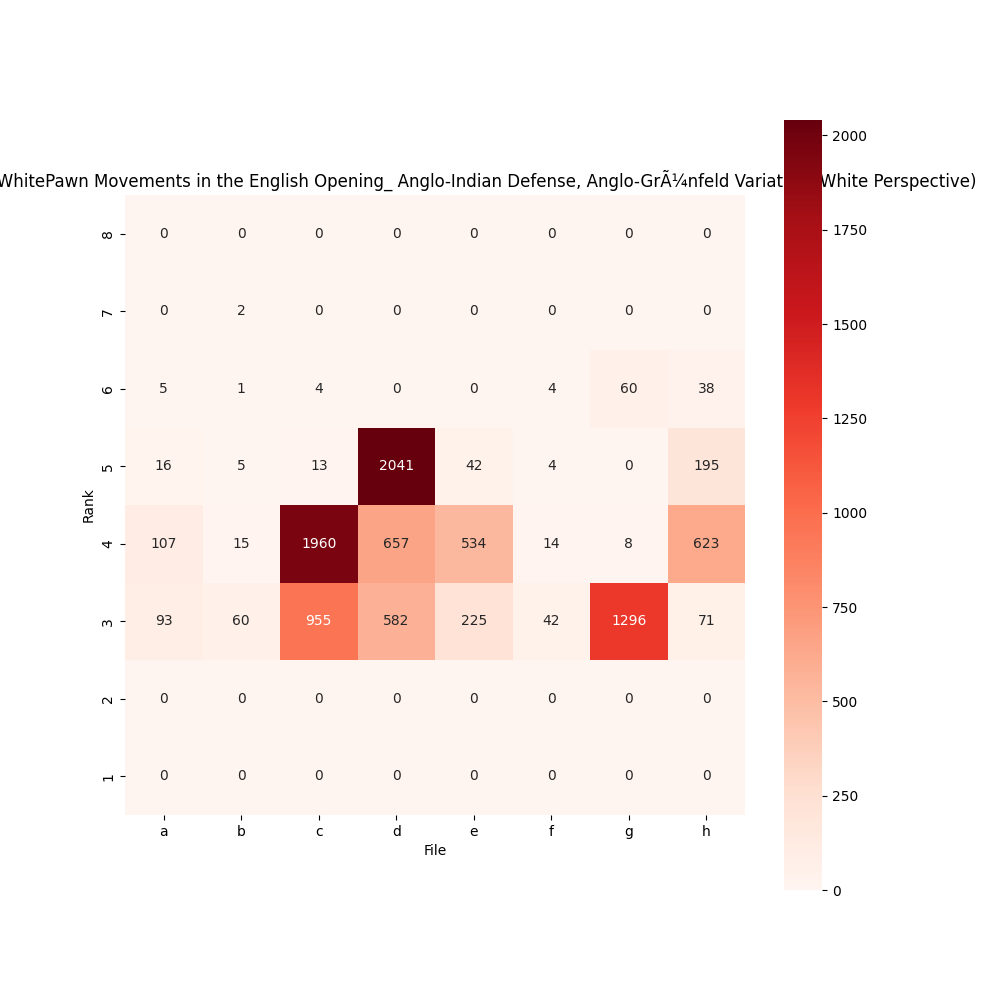 WhitePawn Movements in the English Opening_ Anglo-Indian Defense, Anglo-GrÃ¼nfeld Variat White Perspective)
8 0 0 0 0 0 0 0 0
7 0 2 0 0 0 0 0 0
6 5 1 4 0 0 4 60 38
5 16 5 13 2041 42 4 0 195
4 107 15 1960 657 534 14 8 623
3 93 60 955 582 225 42 1296 71
2 0 0 0 0 0 0 0 0
1 0 0 0 0 0 0 0 0
Rank
a b c d e f g h
File
2000
1750
1500
1250
1000
750
500
250
0